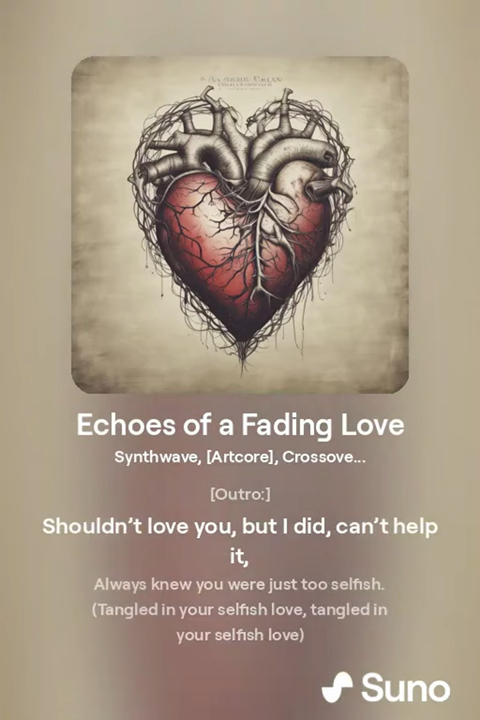 Echoes of a Fading Love
Synthwave, [Artcore], Crossove...
[Outro:]
Shouldn’t love you, but I did, can’t help
it,
Always knew you were just too selfish.
(Tangled in your selfish love, tangled in
your selfish love)
Suno